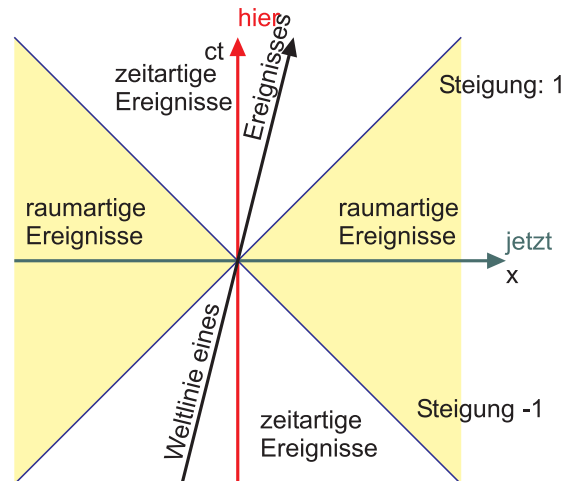 hier
ct
zeitartige
Ereignisse
Steigung: 1
raumartige
Ereignisse
raumartige
Ereignisse
jetzt
x
Weltlinie eines
Ereignisses
Steigung -1
zeitartige
Ereignisse